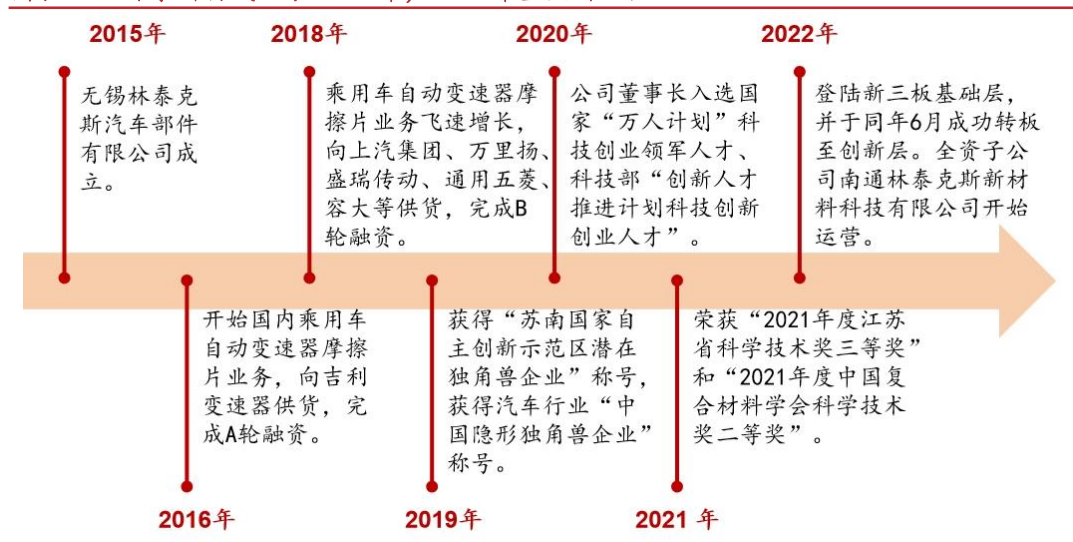 2015年
无锡林泰克
斯汽车部件
有限公司成
立。
2016年
开始国内乘用车
自动变速器摩擦
片业务，向吉利
变速器供货，完
成A轮融资。
2018年
乘用车自动变速器摩
擦片业务飞速增长，
向上汽集团、万里扬、
盛瑞传动、通用五菱、
容大等供货，完成B
轮融资。
2019年
获得“苏南国家自
主创新示范区潜在
独角兽企业”称号，
获得汽车行业“中
国隐形独角兽企业”
称号。
2020年
公司董事长入选国
家“万人计划”科
技创业领军人才、
科技部“创新人才
推进计划科技创新
创业人才”。
2021 年
荣获“2021年度江苏
省科学技术奖三等奖”
和“2021年度中国复
合材料学会科学技术
奖二等奖”。
2022年
登陆新三板基础层，
并于同年6月成功转板
至创新层。全资子公
司南通林泰克斯新材
料科技有限公司开始
运营。